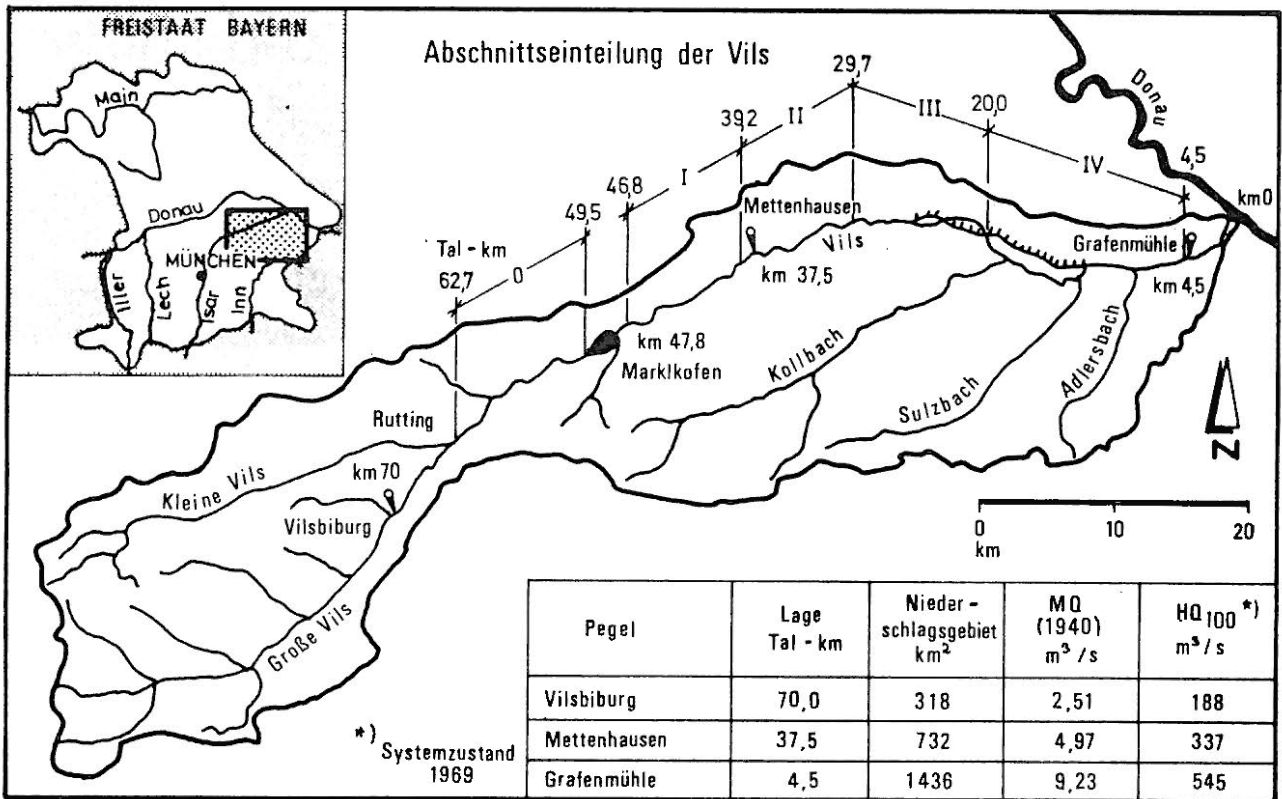 FREISTAAT BAYERN
Main
Donau
MÜNCHEN
Iller
Lech
Isar
Inn
Abschnittseinteilung der Vils
Donau
29,7
39,2
II
III
20,0
IV
4,5
km 0
46,8
I
49,5
Tal - km
62,7
0
Mettenhausen
Vils
km 37,5
Grafenmühle
km 4,5
km 47,8
Marklkofen
Kollbach
Sulzbach
Adlersbach
Rutting
Kleine Vils
km 70
Vilsbiburg
Große Vils
N
0
10
20
km
*) Systemzustand
1969
Pegel
Lage
Tal - km
Nieder -
schlagsgebiet
km²
MQ
(1940)
m³ / s
HQ100 *)
m³ / s
Vilsbiburg 70,0 318 2,51 188
Mettenhausen 37,5 732 4,97 337
Grafenmühle 4,5 1436 9,23 545